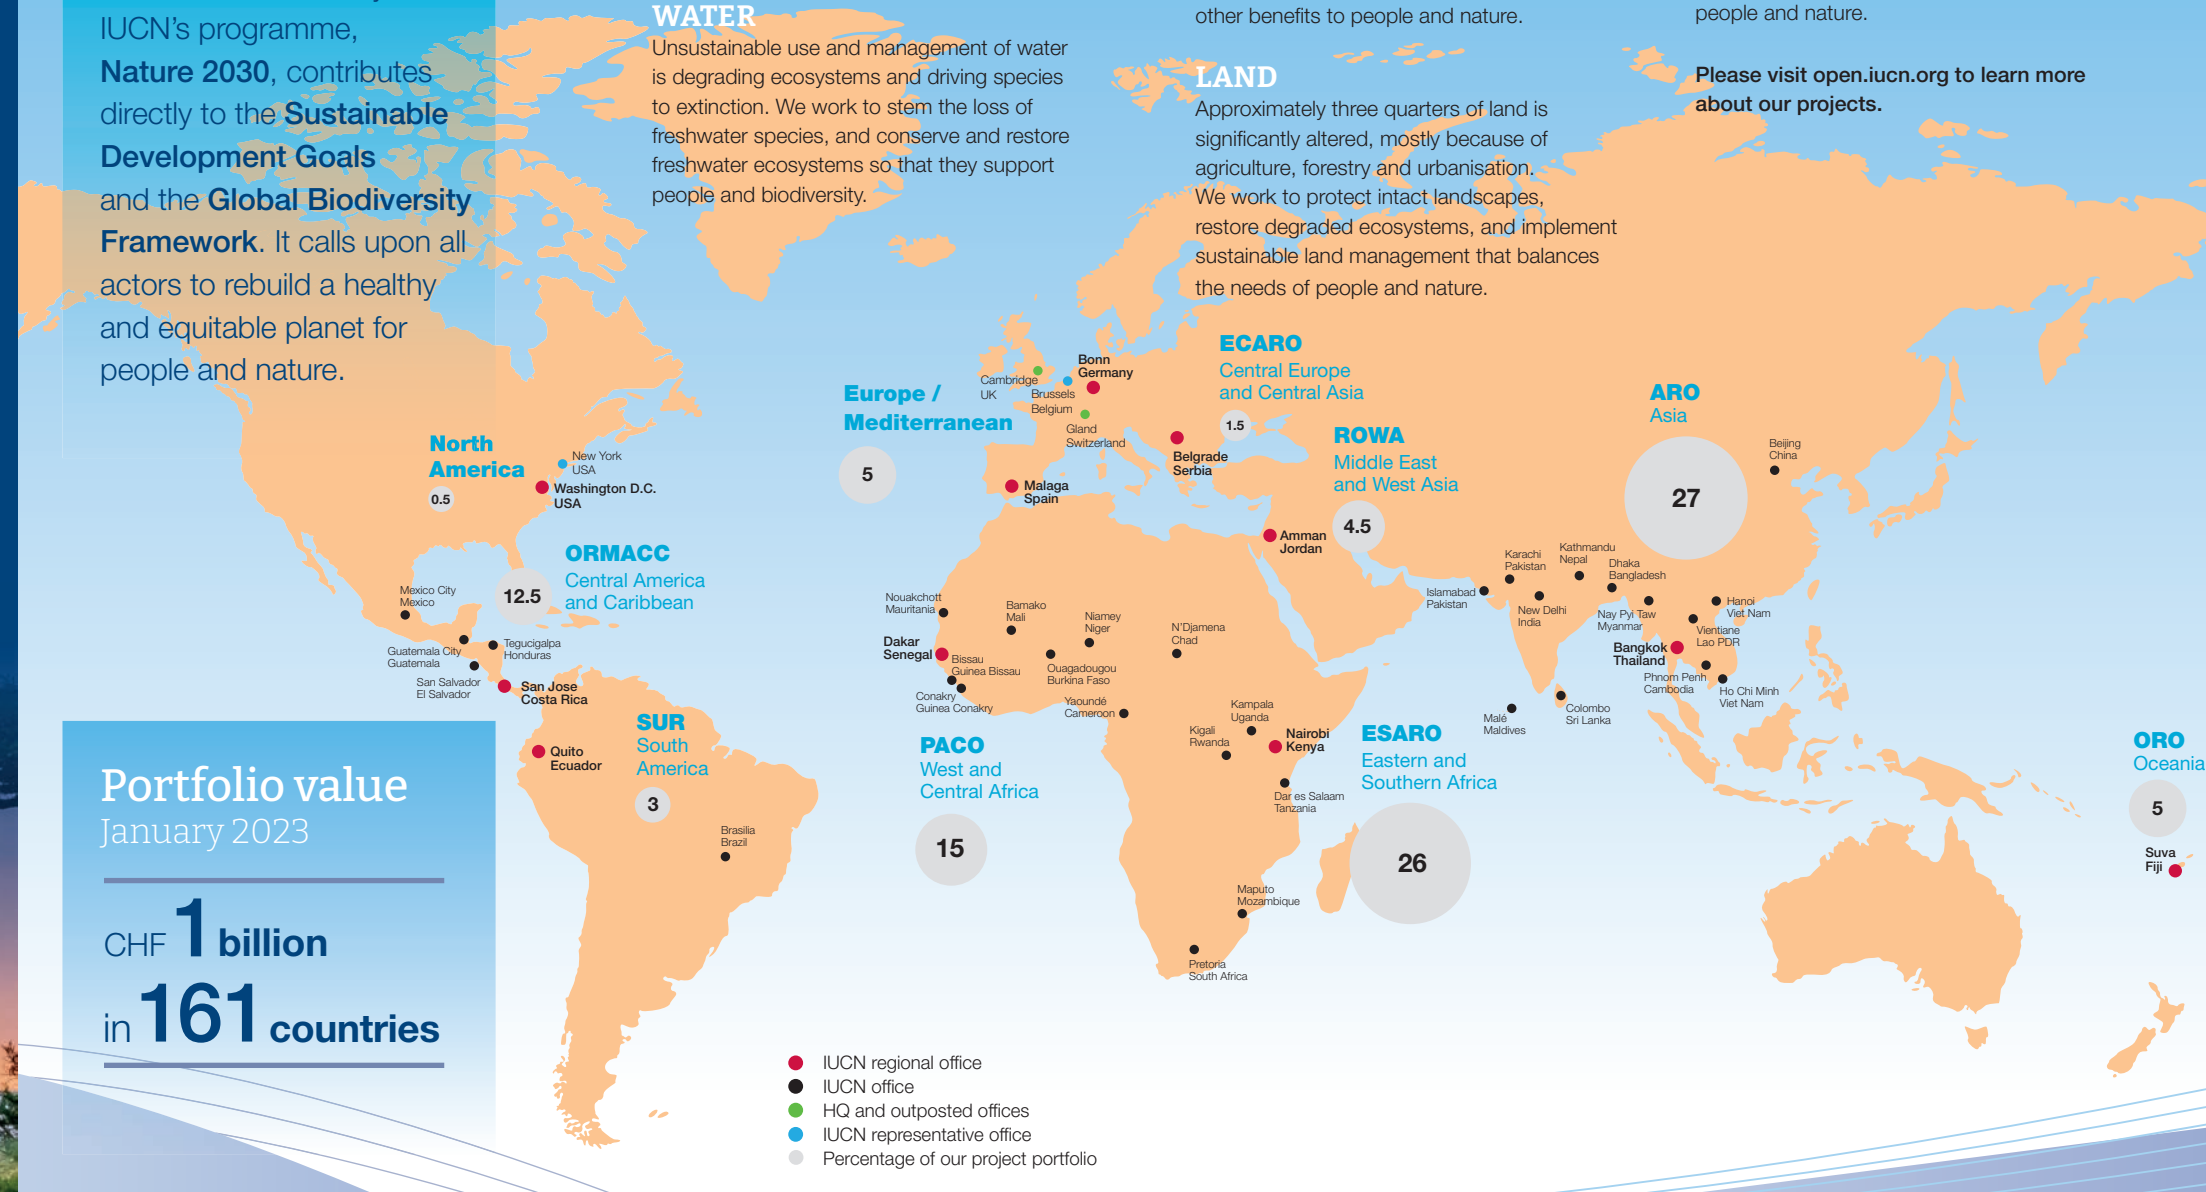 IUCN's programme,
Nature 2030, contributes
directly to the Sustainable
Development Goals
and the Global Biodiversity
Framework. It calls upon all
actors to rebuild a healthy
and equitable planet for
people and nature.
WATER
Unsustainable use and management of water
is degrading ecosystems and driving species
to extinction. We work to stem the loss of
freshwater species, and conserve and restore
freshwater ecosystems so that they support
people and biodiversity.
other benefits to people and nature.
LAND
Approximately three quarters of land is
significantly altered, mostly because of
agriculture, forestry and urbanisation.
We work to protect intact landscapes,
restore degraded ecosystems, and implement
sustainable land management that balances
the needs of people and nature.
people and nature.
Please visit open.iucn.org to learn more
about our projects.
North
America
0.5
New York
USA
Washington D.C.
USA
ORMACC
Central America
and Caribbean
12.5
Mexico City
Mexico
Guatemala City
Guatemala
Tegucigalpa
Honduras
San Salvador
El Salvador
San Jose
Costa Rica
SUR
South
America
3
Quito
Ecuador
Brasilia
Brazil
Europe /
Mediterranean
5
Cambridge
UK
Brussels
Belgium
Bonn
Germany
Gland
Switzerland
Malaga
Spain
Belgrade
Serbia
ECARO
Central Europe
and Central Asia
1.5
ROWA
Middle East
and West Asia
4.5
Amman
Jordan
Nouakchott
Mauritania
Dakar
Senegal
Bissau
Guinea Bissau
Conakry
Guinea Conakry
Bamako
Mali
Niamey
Niger
Ouagadougou
Burkina Faso
N'Djamena
Chad
Yaoundé
Cameroon
PACO
West and
Central Africa
15
Kampala
Uganda
Kigali
Rwanda
Nairobi
Kenya
Dar es Salaam
Tanzania
Maputo
Mozambique
Pretoria
South Africa
ESARO
Eastern and
Southern Africa
26
ARO
Asia
27
Beijing
China
Islamabad
Pakistan
Karachi
Pakistan
Kathmandu
Nepal
Dhaka
Bangladesh
New Delhi
India
Nay Pyi Taw
Myanmar
Hanoi
Viet Nam
Vientiane
Lao PDR
Bangkok
Thailand
Phnom Penh
Cambodia
Ho Chi Minh
Viet Nam
Malé
Maldives
Colombo
Sri Lanka
ORO
Oceania
5
Suva
Fiji
Portfolio value
January 2023
CHF 1 billion
in 161 countries
IUCN regional office
IUCN office
HQ and outposted offices
IUCN representative office
Percentage of our project portfolio